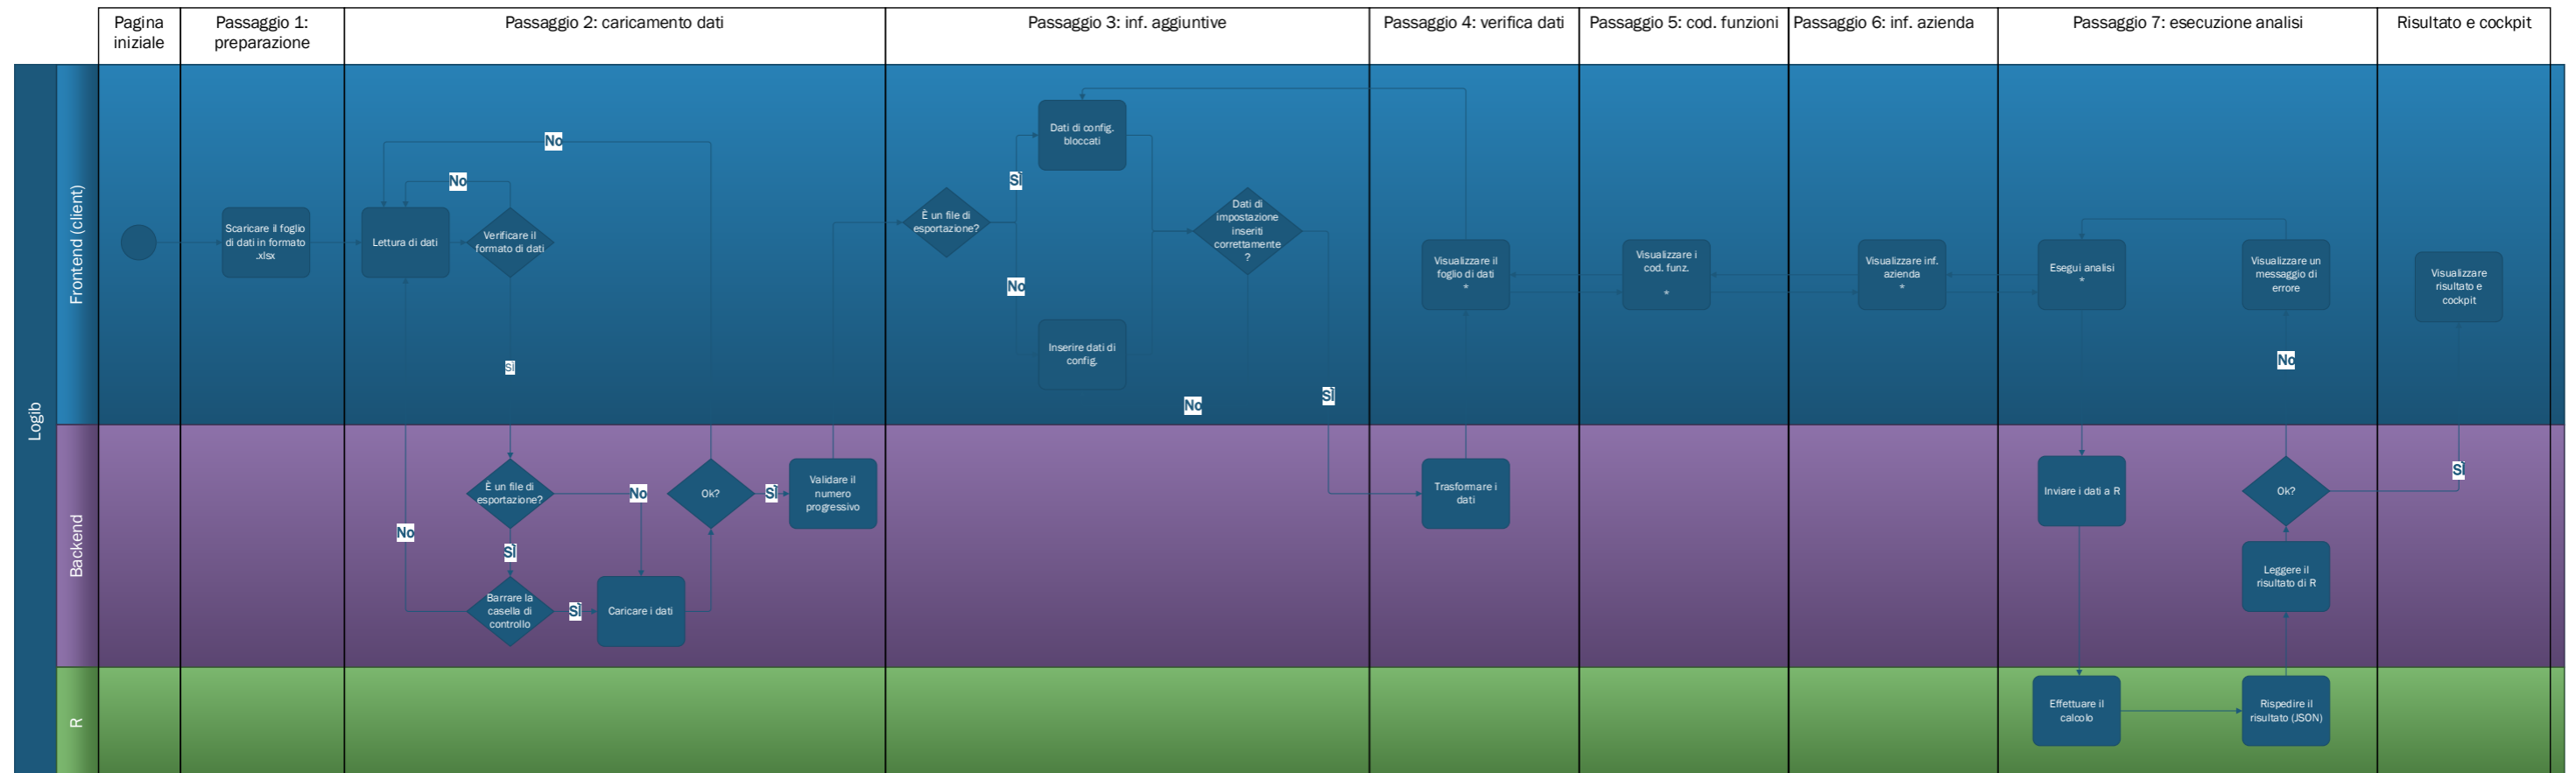 Pagina
iniziale
Passaggio 1:
preparazione
Passaggio 2: caricamento dati
Passaggio 3: inf. aggiuntive
Passaggio 4: verifica dati
Passaggio 5: cod. funzioni
Passaggio 6: inf. azienda
Passaggio 7: esecuzione analisi
Risultato e cockpit
Logib
Frontend (client)
Scaricare il foglio
di dati in formato
.xlsx
No
No
Lettura di dati
Verificare il
formato di dati
Sì
È un file di
esportazione?
Sì
No
Dati di config.
bloccati
Inserire dati di
config.
Dati di
impostazione
inseriti
correttamente
?
No
Sì
Visualizzare il
foglio di dati
*
Visualizzare i
cod. funz.
*
Visualizzare inf.
azienda
*
Esegui analisi
*
Visualizzare un
messaggio di
errore
No
Visualizzare
risultato e
cockpit
Backend
No
È un file di
esportazione?
No
Sì
Barrare la
casella di
controllo
Sì
Caricare i dati
Ok?
Sì
Validare il
numero
progressivo
Trasformare i
dati
Inviare i dati a R
Ok?
Sì
Leggere il
risultato di R
R
Effettuare il
calcolo
Rispedire il
risultato (JSON)